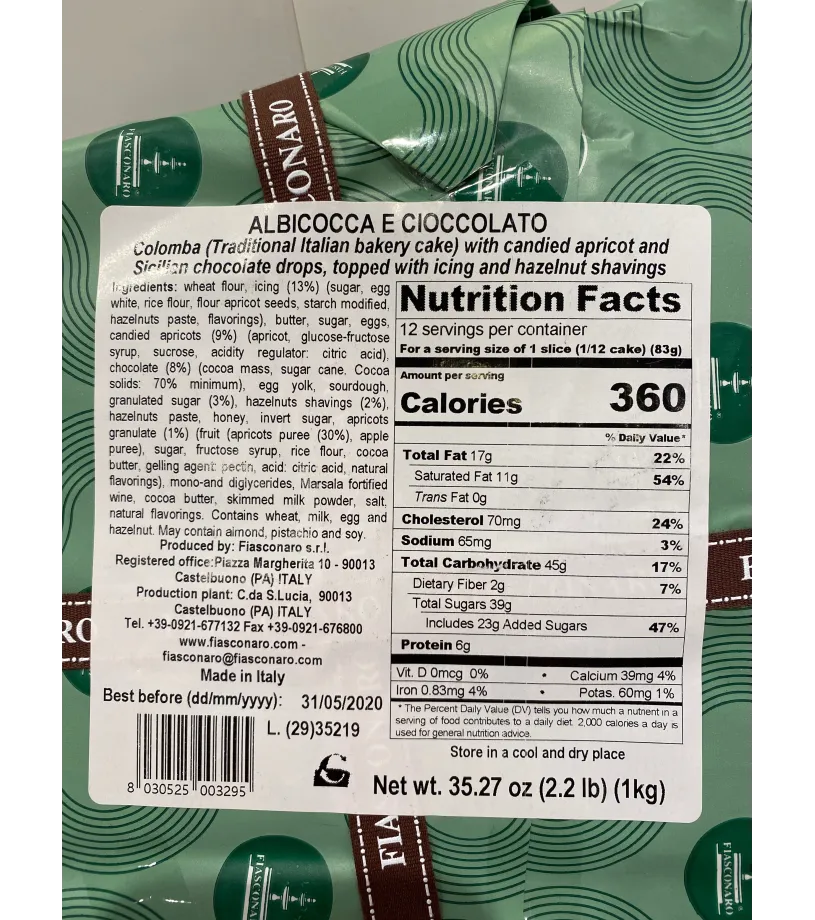 FIASCONARO
CONARO
FIASCONARO
ALBICOCCA E CIOCCOLATO
Colomba (Traditional Italian bakery cake) with candied apricot and
Sicilian chocolate drops, topped with icing and hazelnut shavings
Ingredients: wheat flour, icing (13%) (sugar, egg
white, rice flour, flour apricot seeds, starch modified,
hazelnuts paste, flavorings), butter, sugar, eggs,
candied apricots (9%) (apricot, glucose-fructose
syrup, sucrose, acidity regulator: citric acid),
chocolate (8%) (cocoa mass, sugar cane. Cocoa
solids: 70% minimum), egg yolk, sourdough,
granulated sugar (3%), hazelnuts shavings (2%),
hazelnuts paste, honey, invert sugar, apricots
granulate (1%) (fruit (apricots puree (30%), apple
puree), sugar, fructose syrup, rice flour, cocoa
butter, gelling agent: pectin, acid: citric acid, natural
flavorings), mono-and diglycerides, Marsala fortified
wine, cocoa butter, skimmed milk powder, salt,
natural flavorings. Contains wheat, milk, egg and
hazelnut. May contain almond, pistachio and soy.
Produced by: Fiasconaro s.r.l.
Registered office:Piazza Margherita 10 - 90013
Castelbuono (PA) ITALY
Production plant: C.da S.Lucia, 90013
Castelbuono (PA) ITALY
Tel. +39-0921-677132 Fax +39-0921-676800
www.fiasconaro.com -
fiasconaro@fiasconaro.com
Made in Italy
Best before (dd/mm/yyyy): 31/05/2020
L. (29)35219
8 030525 003295
Nutrition Facts
12 servings per container
For a serving size of 1 slice (1/12 cake) (83g)
Amount per serving
Calories 360
% Daily Value*
Total Fat 17g 22%
Saturated Fat 11g 54%
Trans Fat 0g
Cholesterol 70mg 24%
Sodium 65mg 3%
Total Carbohydrate 45g 17%
Dietary Fiber 2g 7%
Total Sugars 39g
Includes 23g Added Sugars 47%
Protein 6g
Vit. D 0mcg 0% • Calcium 39mg 4%
Iron 0.83mg 4% • Potas. 60mg 1%
* The Percent Daily Value (DV) tells you how much a nutrient in a
serving of food contributes to a daily diet. 2,000 calories a day is
used for general nutrition advice.
Store in a cool and dry place
Net wt. 35.27 oz (2.2 lb) (1kg)
RO
FIA
FIASCONARO
FIASCONARO